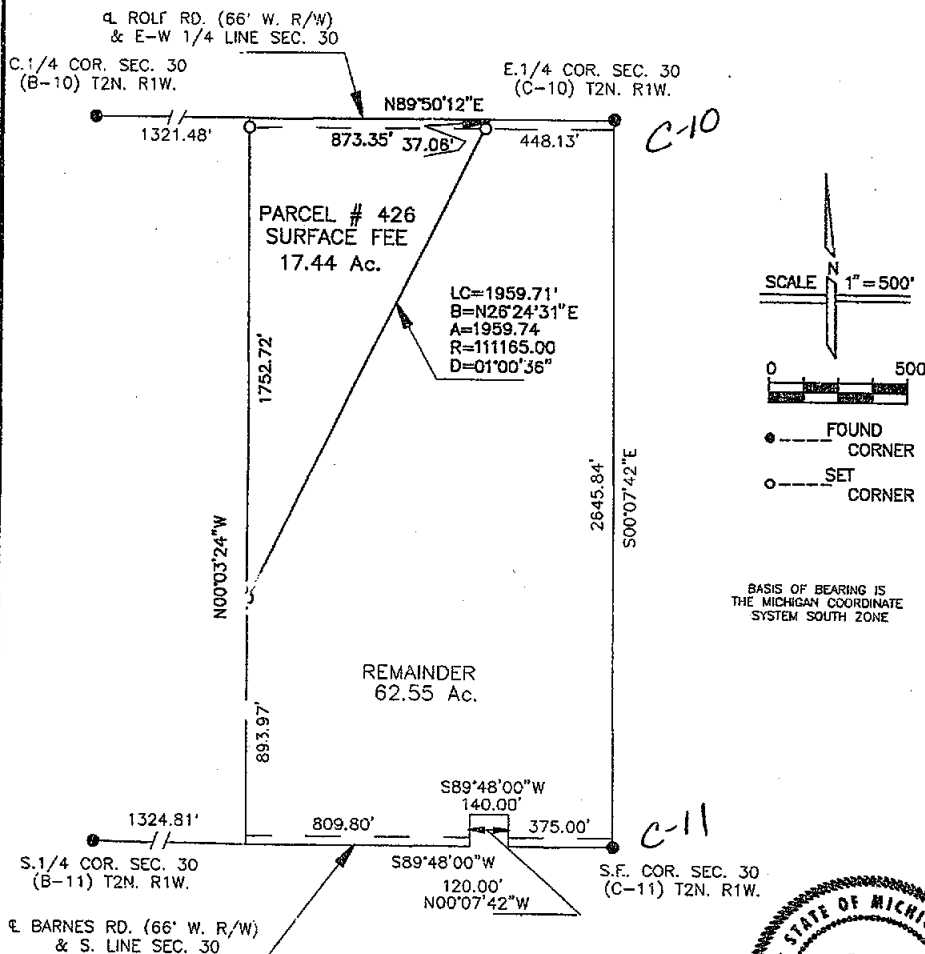 ℄ ROLF RD. (66' W. R/W)
& E-W 1/4 LINE SEC. 30
C.1/4 COR. SEC. 30
(B-10) T2N. R1W.
E.1/4 COR. SEC. 30
(C-10) T2N. R1W.
N89°50'12"E
C-10
1321.48'
873.35'
37.06'
448.13'
PARCEL # 426
SURFACE FEE
17.44 Ac.
SCALE
N
1"=500'
LC=1959.71'
B=N26°24'31"E
A=1959.74
R=111165.00
D=01°00'36"
0
500
FOUND
CORNER
SET
CORNER
1752.72'
2645.84'
S00°07'42"E
N00°03'24"W
BASIS OF BEARING IS
THE MICHIGAN COORDINATE
SYSTEM SOUTH ZONE
REMAINDER
62.55 Ac.
893.97'
S89°48'00"W
140.00'
1324.81'
809.80'
375.00'
C-11
S.1/4 COR. SEC. 30
(B-11) T2N. R1W.
S89°48'00"W
120.00'
N00°07'42"W
S.E. COR. SEC. 30
(C-11) T2N. R1W.
℄ BARNES RD. (66' W. R/W)
& S. LINE SEC. 30
STATE OF MICHI